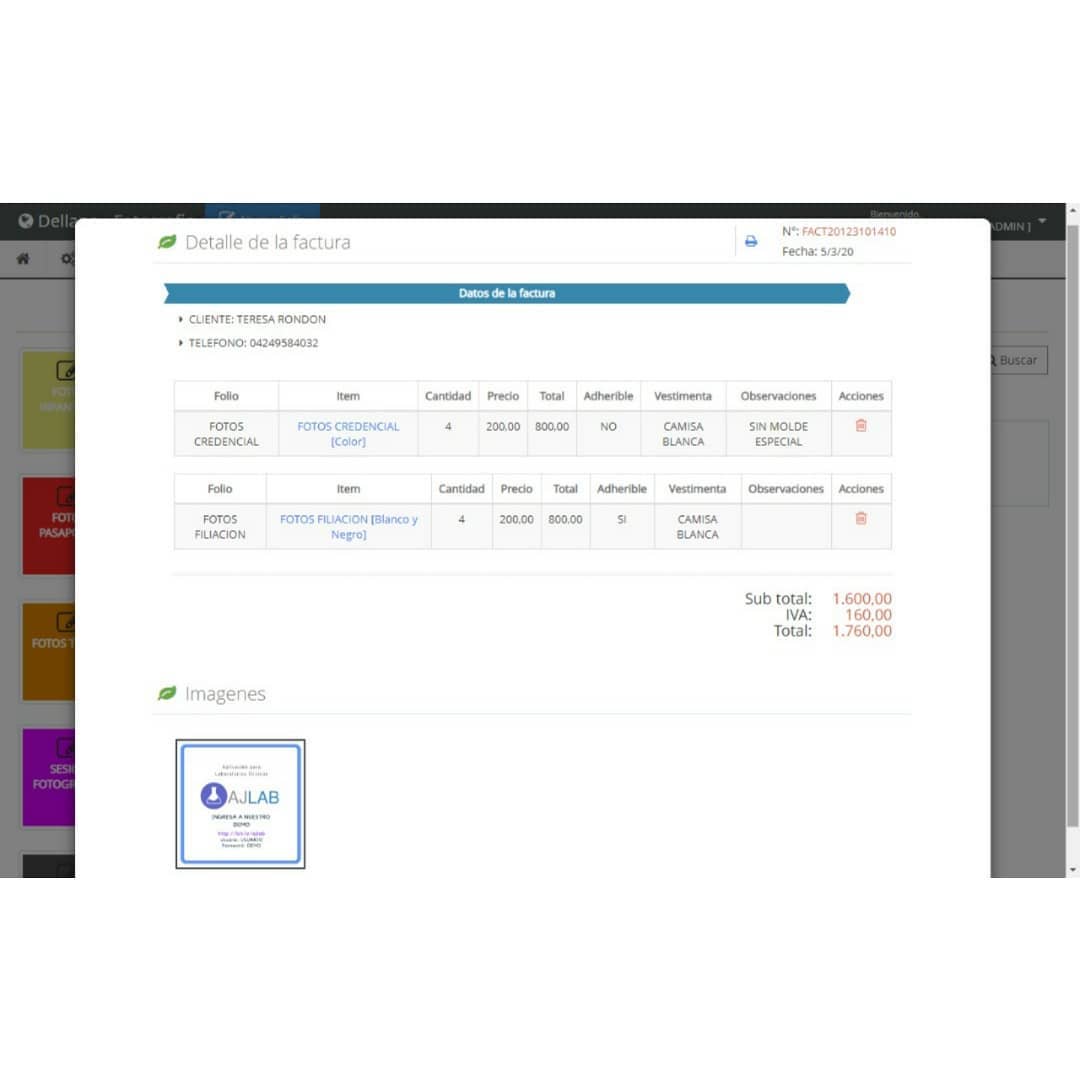 Bienvenido,
ADMIN ]
Detalle de la factura
N°: FACT20123101410
Fecha: 5/3/20
Datos de la factura
CLIENTE: TERESA RONDON
TELEFONO: 04249584032
Buscar
Folio Item Cantidad Precio Total Adherible Vestimenta Observaciones Acciones
FOTOS FOTOS CREDENCIAL 4 200,00 800,00 NO CAMISA SIN MOLDE
CREDENCIAL [Color] BLANCA ESPECIAL
Folio Item Cantidad Precio Total Adherible Vestimenta Observaciones Acciones
FOTOS FOTOS FILIACION [Blanco y 4 200,00 800,00 SI CAMISA
FILIACION Negro] BLANCA
Sub total: 1.600,00
IVA: 160,00
Total: 1.760,00
Imagenes
AJLAB
INGRESA A NUESTRO
DEMO